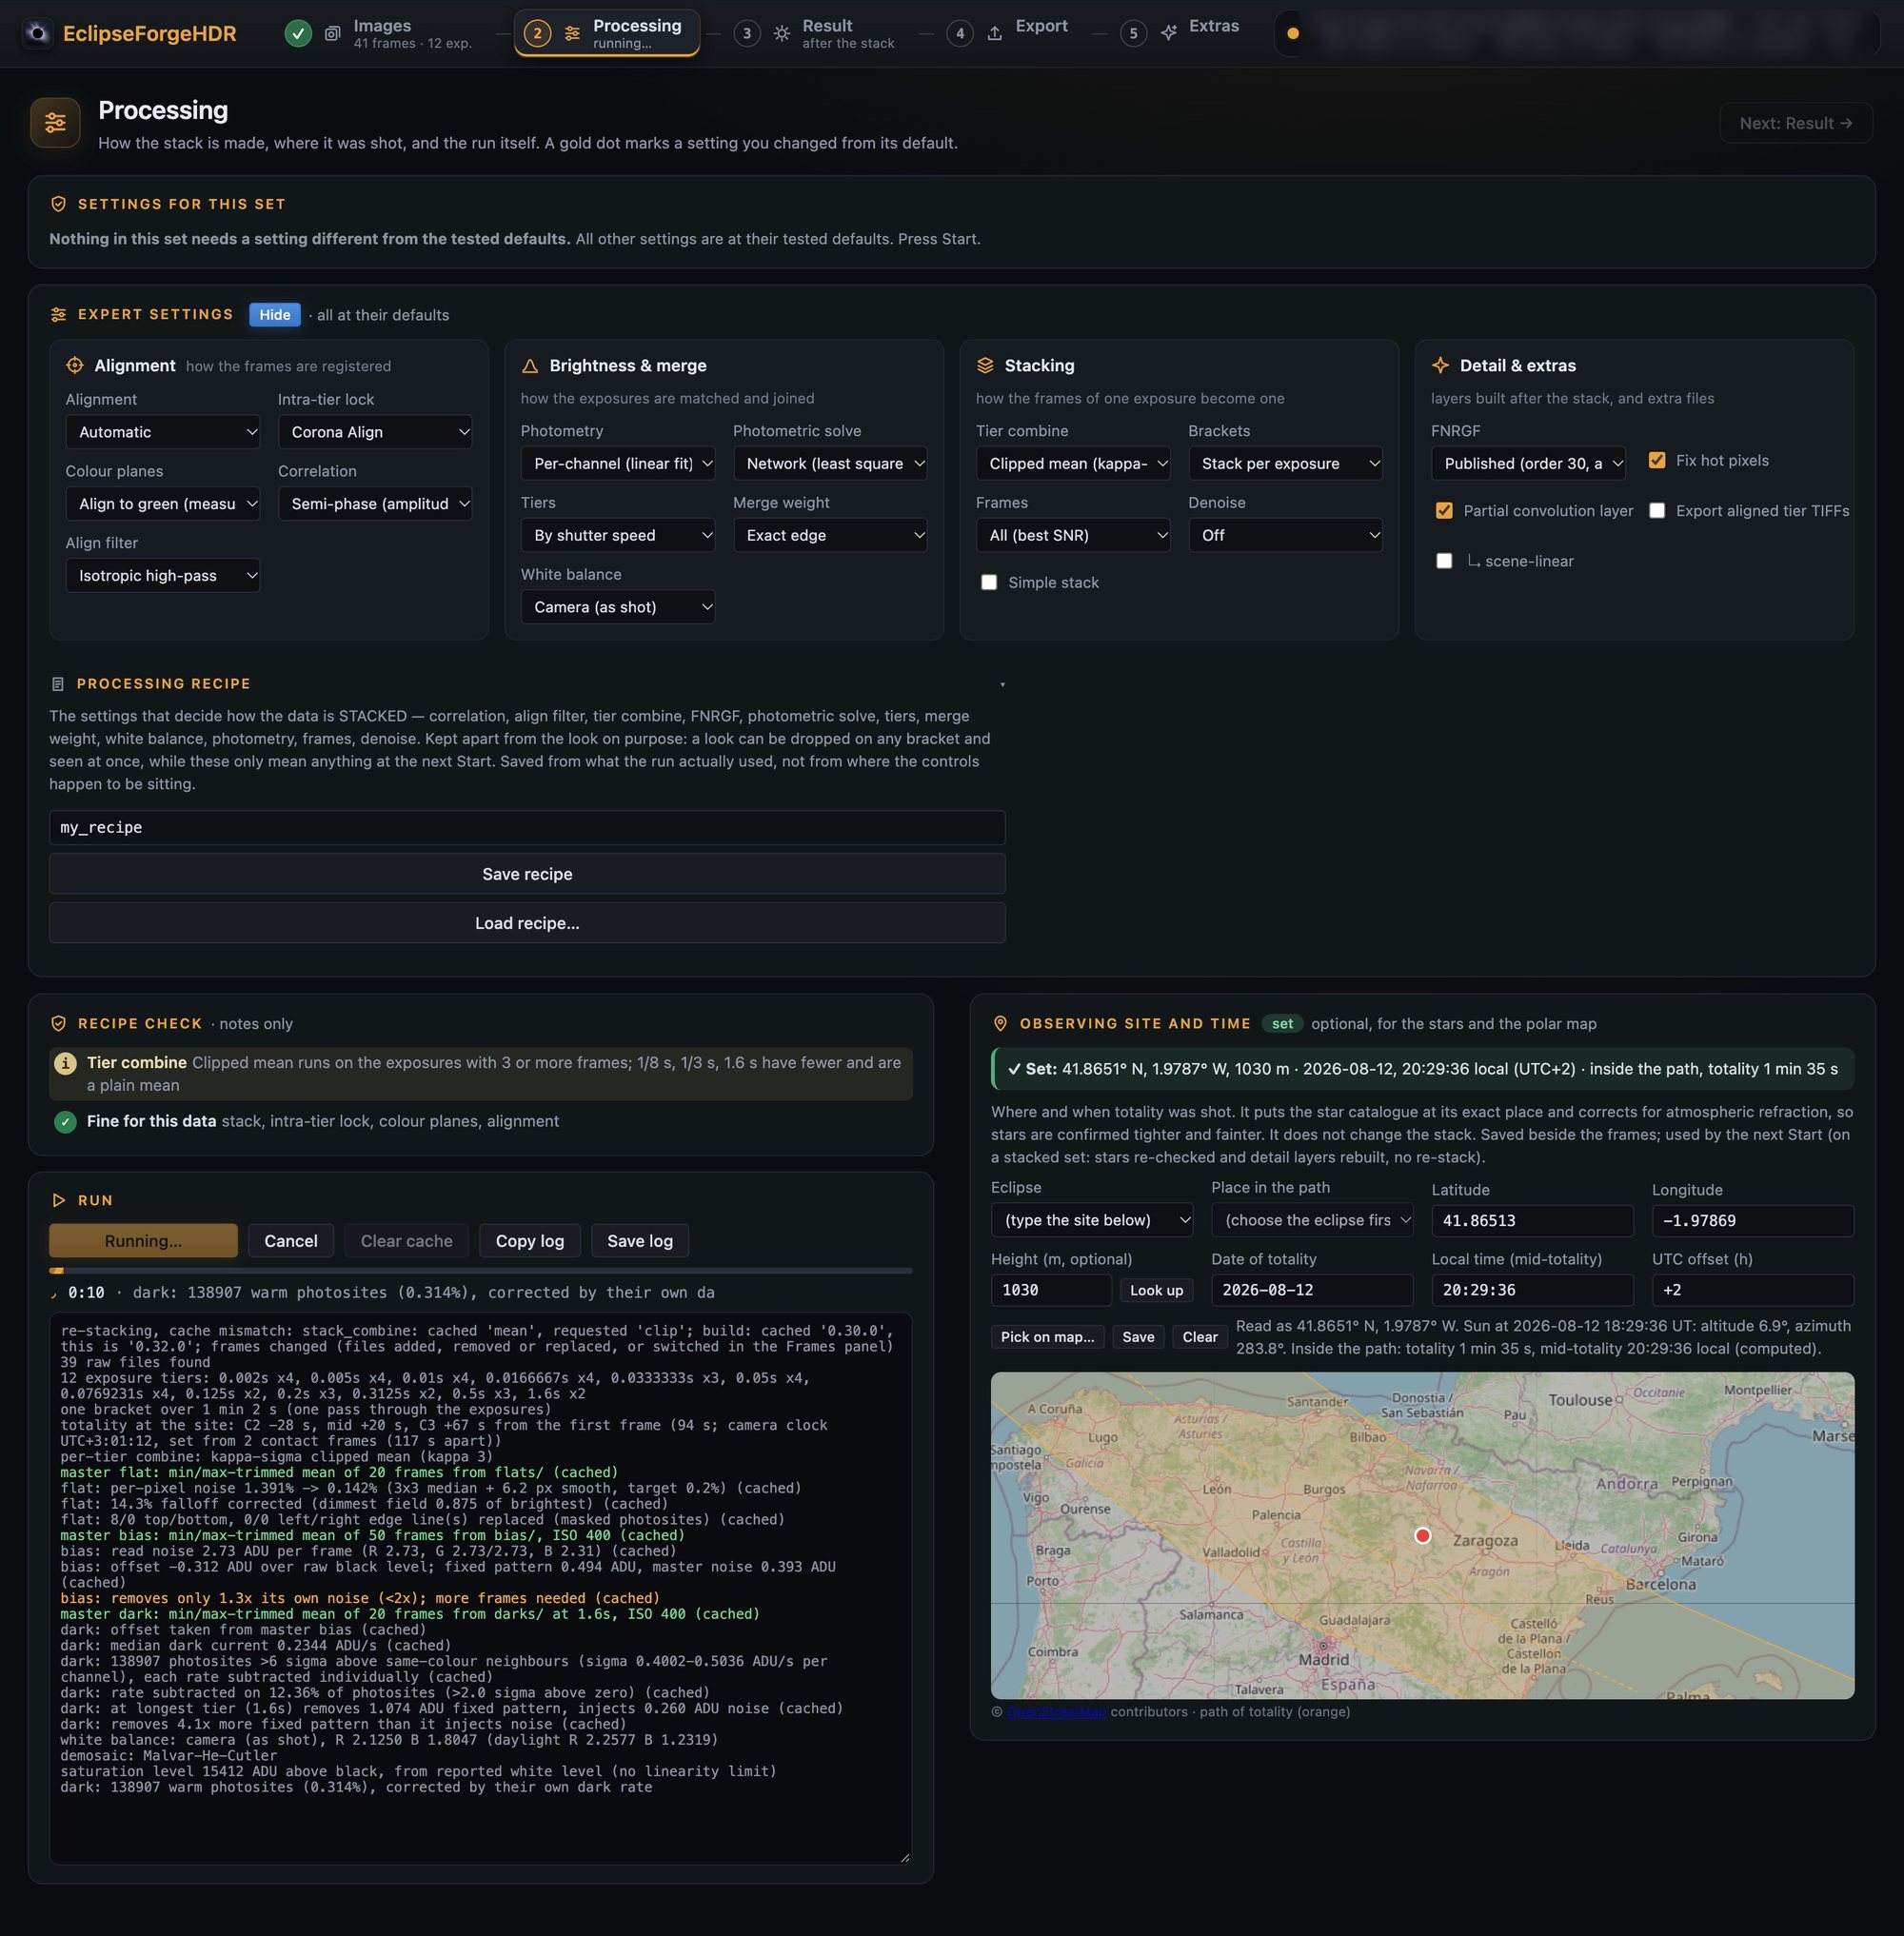 EclipseForgeHDR
Images
41 frames · 12 exp.
2
Processing
running...
3
Result
after the stack
4
Export
5
Extras
Processing
How the stack is made, where it was shot, and the run itself. A gold dot marks a setting you changed from its default.
Next: Result →
SETTINGS FOR THIS SET
Nothing in this set needs a setting different from the tested defaults. All other settings are at their tested defaults. Press Start.
EXPERT SETTINGS Hide · all at their defaults
Alignment how the frames are registered
Alignment Intra-tier lock
Automatic Corona Align
Colour planes Correlation
Align to green (measu Semi-phase (amplitud
Align filter
Isotropic high-pass
Brightness & merge
how the exposures are matched and joined
Photometry Photometric solve
Per-channel (linear fit) Network (least square
Tiers Merge weight
By shutter speed Exact edge
White balance
Camera (as shot)
Stacking
how the frames of one exposure become one
Tier combine Brackets
Clipped mean (kappa- Stack per exposure
Frames Denoise
All (best SNR) Off
Simple stack
Detail & extras
layers built after the stack, and extra files
FNRGF
Published (order 30, a Fix hot pixels
Partial convolution layer Export aligned tier TIFFs
scene-linear
PROCESSING RECIPE
The settings that decide how the data is STACKED — correlation, align filter, tier combine, FNRGF, photometric solve, tiers, merge
weight, white balance, photometry, frames, denoise. Kept apart from the look on purpose: a look can be dropped on any bracket and
seen at once, while these only mean anything at the next Start. Saved from what the run actually used, not from where the controls
happen to be sitting.
my_recipe
Save recipe
Load recipe...
RECIPE CHECK · notes only
Tier combine Clipped mean runs on the exposures with 3 or more frames; 1/8 s, 1/3 s, 1.6 s have fewer and are
a plain mean
Fine for this data stack, intra-tier lock, colour planes, alignment
RUN
Running... Cancel Clear cache Copy log Save log
0:10 · dark: 138907 warm photosites (0.314%), corrected by their own da
re-stacking, cache mismatch: stack_combine: cached 'mean', requested 'clip'; build: cached '0.30.0',
this is '0.32.0'; frames changed (files added, removed or replaced, or switched in the Frames panel)
39 raw files found
12 exposure tiers: 0.002s x4, 0.005s x4, 0.01s x4, 0.0166667s x4, 0.0333333s x3, 0.05s x4,
0.0769231s x4, 0.125s x2, 0.2s x3, 0.3125s x2, 0.5s x3, 1.6s x2
one bracket over 1 min 2 s (one pass through the exposures)
totality at the site: C2 -28 s, mid +20 s, C3 +67 s from the first frame (94 s; camera clock
UTC+3:01:12, set from 2 contact frames (117 s apart))
per-tier combine: kappa-sigma clipped mean (kappa 3)
master flat: min/max-trimmed mean of 20 frames from flats/ (cached)
flat: per-pixel noise 1.391% -> 0.142% (3x3 median + 6.2 px smooth, target 0.2%) (cached)
flat: 14.3% falloff corrected (dimmest field 0.875 of brightest) (cached)
flat: 8/0 top/bottom, 0/0 left/right edge line(s) replaced (masked photosites) (cached)
master bias: min/max-trimmed mean of 50 frames from bias/, ISO 400 (cached)
bias: read noise 2.73 ADU per frame (R 2.73, G 2.73/2.73, B 2.31) (cached)
bias: offset -0.312 ADU over raw black level; fixed pattern 0.494 ADU, master noise 0.393 ADU
(cached)
bias: removes only 1.3x its own noise (<2x); more frames needed (cached)
master dark: min/max-trimmed mean of 20 frames from darks/ at 1.6s, ISO 400 (cached)
dark: offset taken from master bias (cached)
dark: median dark current 0.2344 ADU/s (cached)
dark: 138907 photosites >6 sigma above same-colour neighbours (sigma 0.4002-0.5036 ADU/s per
channel), each rate subtracted individually (cached)
dark: rate subtracted on 12.36% of photosites (>2.0 sigma above zero) (cached)
dark: at longest tier (1.6s) removes 1.074 ADU fixed pattern, injects 0.260 ADU noise (cached)
dark: removes 4.1x more fixed pattern than it injects noise (cached)
white balance: camera (as shot), R 2.1250 B 1.8047 (daylight R 2.2577 B 1.2319)
demosaic: Malvar-He-Cutler
saturation level 15412 ADU above black, from reported white level (no linearity limit)
dark: 138907 warm photosites (0.314%), corrected by their own dark rate
OBSERVING SITE AND TIME set optional, for the stars and the polar map
✓ Set: 41.8651° N, 1.9787° W, 1030 m · 2026-08-12, 20:29:36 local (UTC+2) · inside the path, totality 1 min 35 s
Where and when totality was shot. It puts the star catalogue at its exact place and corrects for atmospheric refraction, so
stars are confirmed tighter and fainter. It does not change the stack. Saved beside the frames; used by the next Start (on
a stacked set: stars re-checked and detail layers rebuilt, no re-stack).
Eclipse Place in the path Latitude Longitude
(type the site below) (choose the eclipse firs 41.86513 -1.97869
Height (m, optional) Date of totality Local time (mid-totality) UTC offset (h)
1030 Look up 2026-08-12 20:29:36 +2
Pick on map... Save Clear
Read as 41.8651° N, 1.9787° W. Sun at 2026-08-12 18:29:36 UT: altitude 6.9°, azimuth
283.8°. Inside the path: totality 1 min 35 s, mid-totality 20:29:36 local (computed).
A Coruña
Santander
Donostia /
San Sebastián
Toulouse
Occitanie
Montpellier
Lugo
Asturias /
Asturies
Bilbao
Pau
Marse
Santiago
mpostela
Galicia
León
Burgos
Navarra /
Nafarroa
Andorra
Perpignan
Vigo
Ourense
Palencia
Girona
Braga
Valladolid
Castilla
y León
Zaragoza
Lleida
Catalunya
Mataró
Porto
Aragón
Barcelona
Reus
Salamanca
Guadalajara
Castelló
de la Plana /
Castellón
de la Plana
Coimbra
Madrid
Talavera
España
Palma
© OpenStreetMap contributors · path of totality (orange)